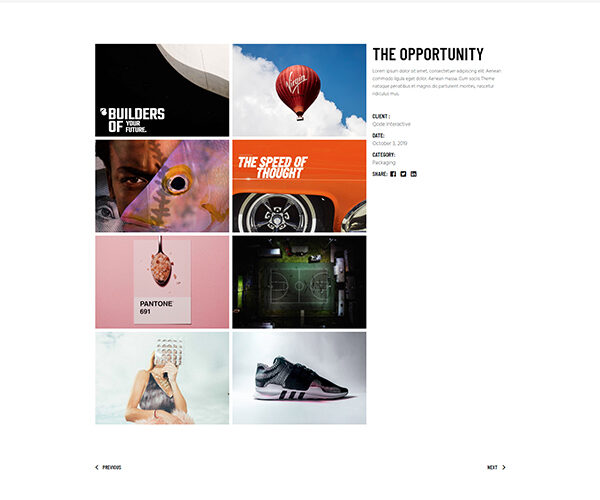 BUILDERS
OF YOUR
FUTURE.
Virgin
THE SPEED OF
THOUGHT
PANTONE
691
THE OPPORTUNITY
Lorem ipsum dolor sit amet, consectetuer adipiscing elit. Aenean
commodo ligula eget dolor. Aenean massa. Cum sociis Theme
natoque penatibus et magnis dis parturient montes, nascetur
ridiculus mus.
CLIENT :
Qode Interactive
DATE:
October 3, 2019
CATEGORY:
Packaging
SHARE:
PREVIOUS
NEXT